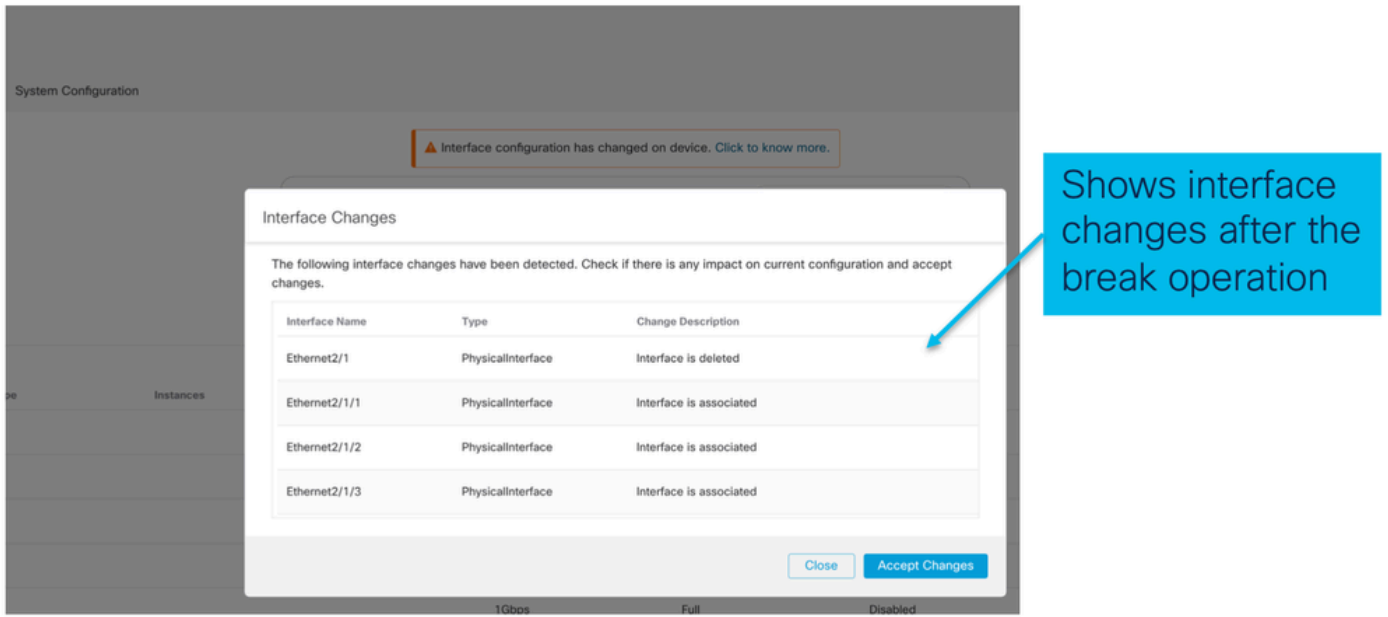 System Configuration
Interface configuration has changed on device. Click to know more.
Interface Changes
The following interface changes have been detected. Check if there is any impact on current configuration and accept
changes.
Interface Name Type Change Description
Ethernet2/1 PhysicalInterface Interface is deleted
Ethernet2/1/1 PhysicalInterface Interface is associated
Ethernet2/1/2 PhysicalInterface Interface is associated
Ethernet2/1/3 PhysicalInterface Interface is associated
Instances
Close Accept Changes
1Gbps Full Disabled
Shows interface
changes after the
break operation